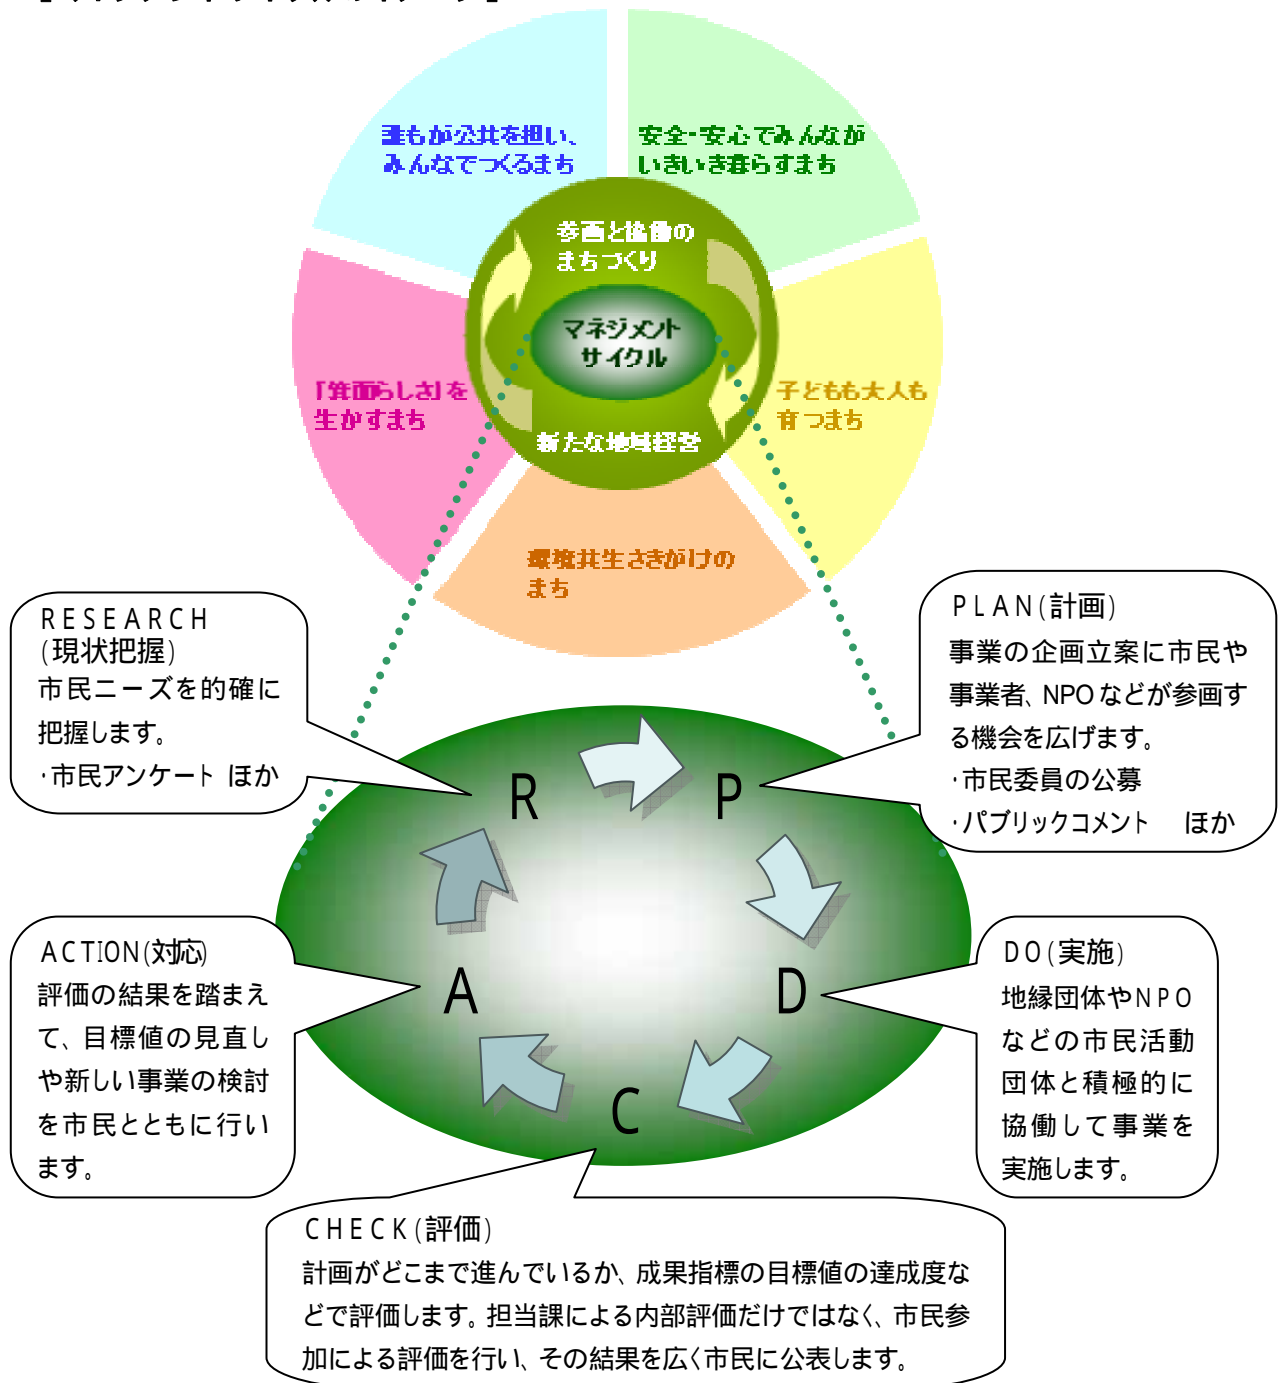 誰もが公共を担い、
みんなでつくるまち
安全・安心でみんなが
いきいき暮らすまち
参画と協働の
まちづくり
マネジメント
サイクル
新たな地域経営
「箕面らしさ」を
生かすまち
子どもも大人も
育つまち
環境共生さきがけの
まち
RESEARCH
(現状把握)
市民ニーズを的確に
把握します。
・市民アンケート ほか
PLAN(計画)
事業の企画立案に市民や
事業者、NPOなどが参画す
る機会を広げます。
・市民委員の公募
・パブリックコメント ほか
R
P
A
D
C
ACTION(対応)
評価の結果を踏まえ
て、目標値の見直し
や新しい事業の検討
を市民とともに行い
ます。
DO(実施)
地縁団体やNPO
などの市民活動
団体と積極的に
協働して事業を
実施します。
CHECK(評価)
計画がどこまで進んでいるか、成果指標の目標値の達成度な
どで評価します。担当課による内部評価だけではなく、市民参
加による評価を行い、その結果を広く市民に公表します。